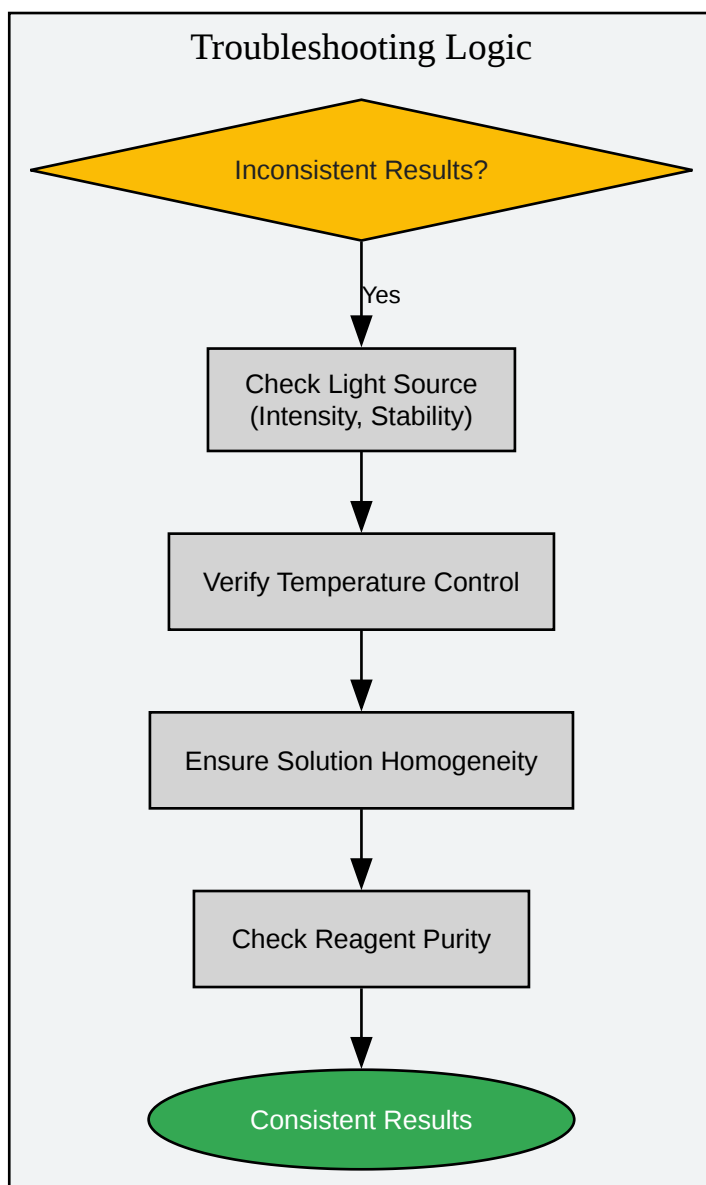 Troubleshooting Logic
Inconsistent Results?
Yes
Check Light Source
(Intensity, Stability)
Verify Temperature Control
Ensure Solution Homogeneity
Check Reagent Purity
Consistent Results